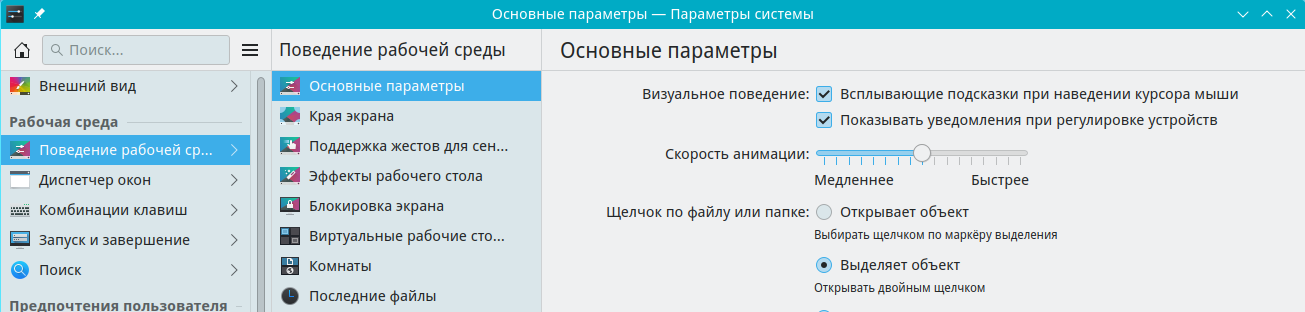 Основные параметры — Параметры системы
Поиск...
Внешний вид
Рабочая среда
Поведение рабочей ср...
Диспетчер окон
Комбинации клавиш
Запуск и завершение
Поиск
Предпочтения пользователя
Поведение рабочей среды
Основные параметры
Края экрана
Поддержка жестов для сен...
Эффекты рабочего стола
Блокировка экрана
Виртуальные рабочие сто...
Комнаты
Последние файлы
Основные параметры
Визуальное поведение: Всплывающие подсказки при наведении курсора мыши
Показывать уведомления при регулировке устройств
Скорость анимации:
Медленнее Быстрее
Щелчок по файлу или папке: Открывает объект
Выбирать щелчком по маркёру выделения
Выделяет объект
Открывать двойным щелчком